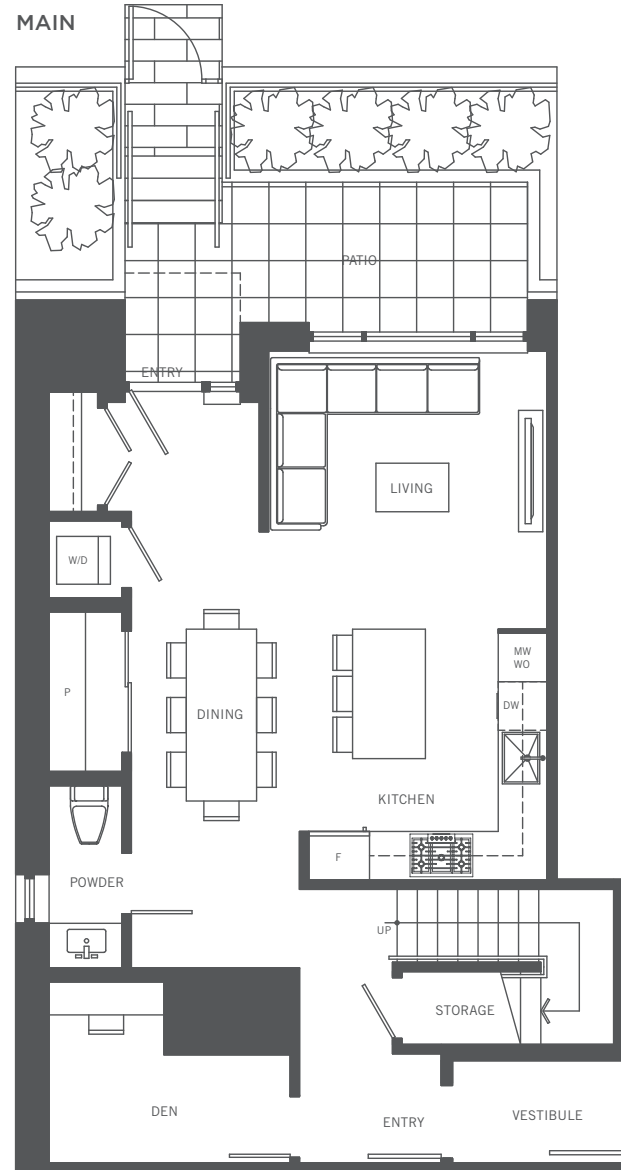 MAIN
PATIO
ENTRY
LIVING
W/D
MW
WO
P
DW
DINING
KITCHEN
F
POWDER
UP
STORAGE
DEN
ENTRY
VESTIBULE